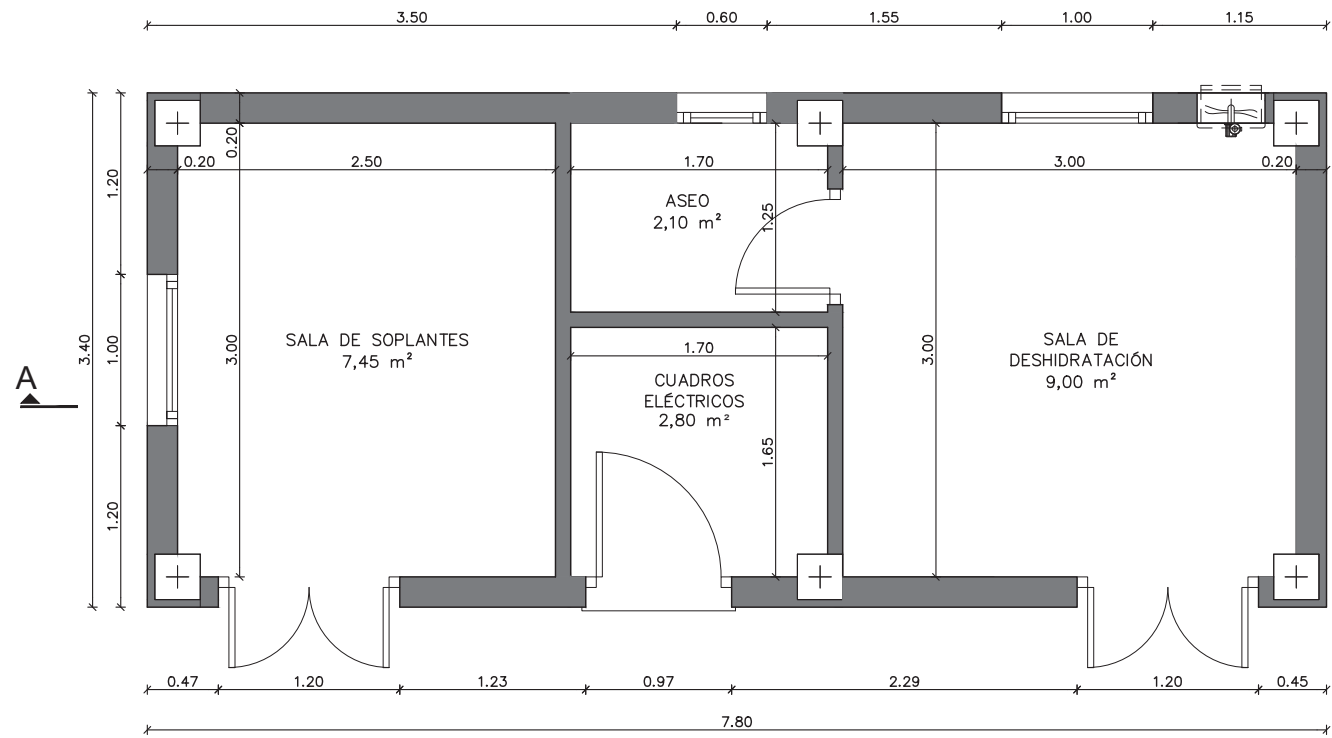 3.50 0.60 1.55 1.00 1.15
0.20
0.20 2.50 1.70 3.00 0.20
1.20
ASEO
2,10 m²
1.25
3.40
1.00
3.00
SALA DE SOPLANTES
7,45 m²
1.70
3.00
SALA DE
DESHIDRATACIÓN
9,00 m²
A
CUADROS
ELÉCTRICOS
2,80 m²
1.65
1.20
0.47 1.20 1.23 0.97 2.29 1.20 0.45
7.80